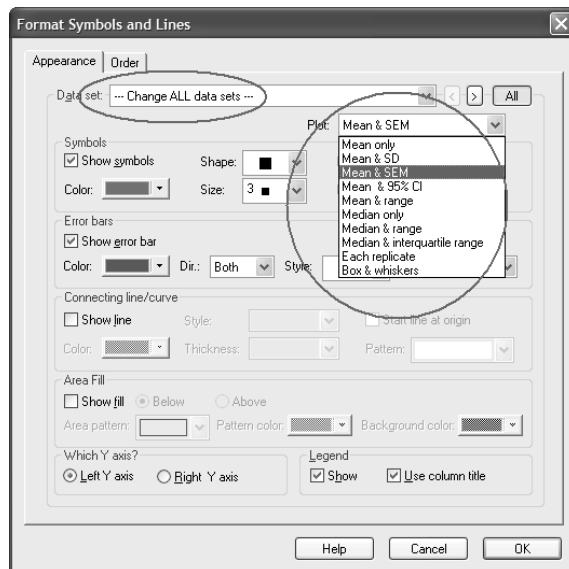 Format Symbols and Lines
Appearance Order
Data set: --- Change ALL data sets --- < > All
Plot: Mean & SEM
Mean only
Mean & SD
Mean & SEM
Mean & 95% CI
Mean & range
Median only
Median & range
Median & interquartile range
Each replicate
Box & whiskers
Symbols
Show symbols Shape:
Color: Size: 3
Error bars
Show error bar
Color: Dir.: Both Style:
Connecting line/curve
Show line Style: Start line at origin
Color: Thickness: Pattern:
Area Fill
Show fill Below Above
Area pattern: Pattern color: Background color:
Which Y axis?
Left Y axis Right Y axis
Legend
Show Use column title
Help Cancel OK